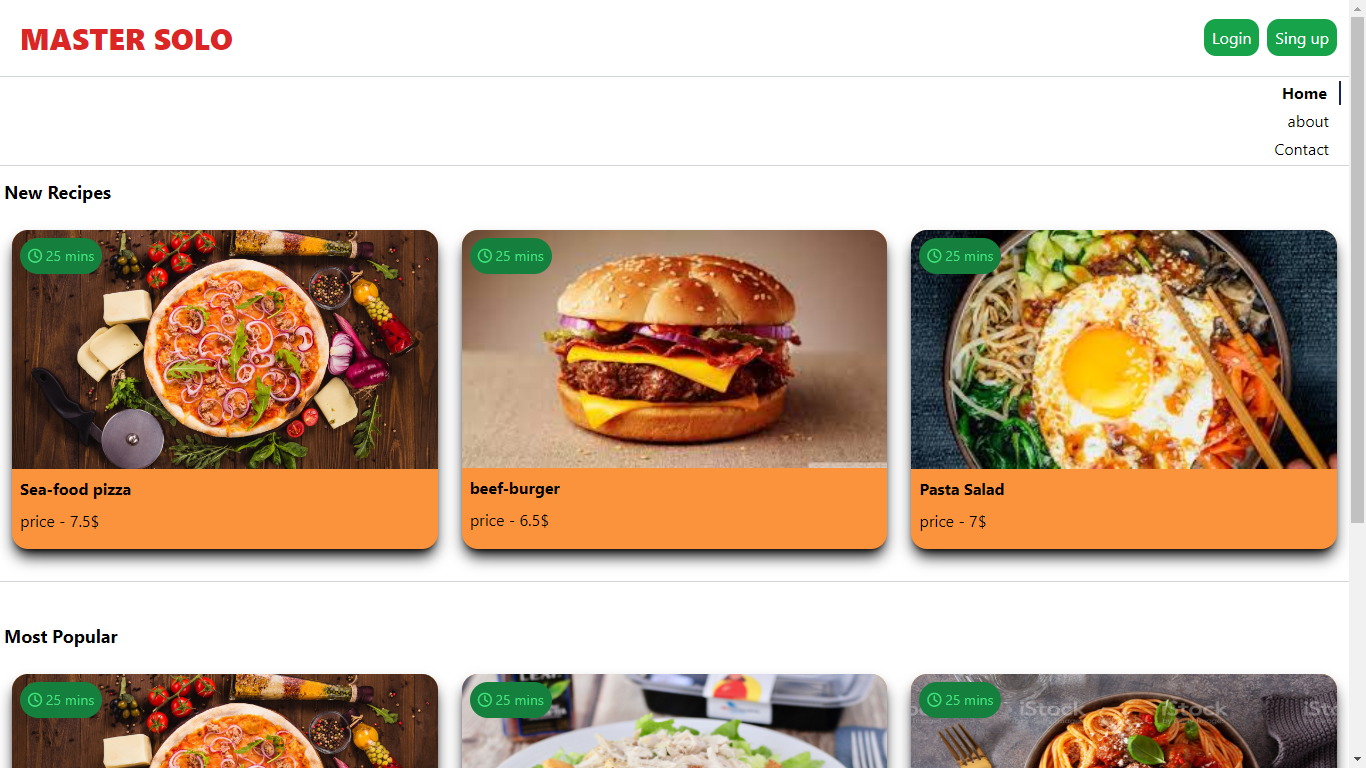 MASTER SOLO
Login
Sing up
Home
about
Contact
New Recipes
25 mins
25 mins
25 mins
Sea-food pizza
price - 7.5$
beef-burger
price - 6.5$
Pasta Salad
price - 7$
Most Popular
25 mins
25 mins
25 mins
iStock
iStock